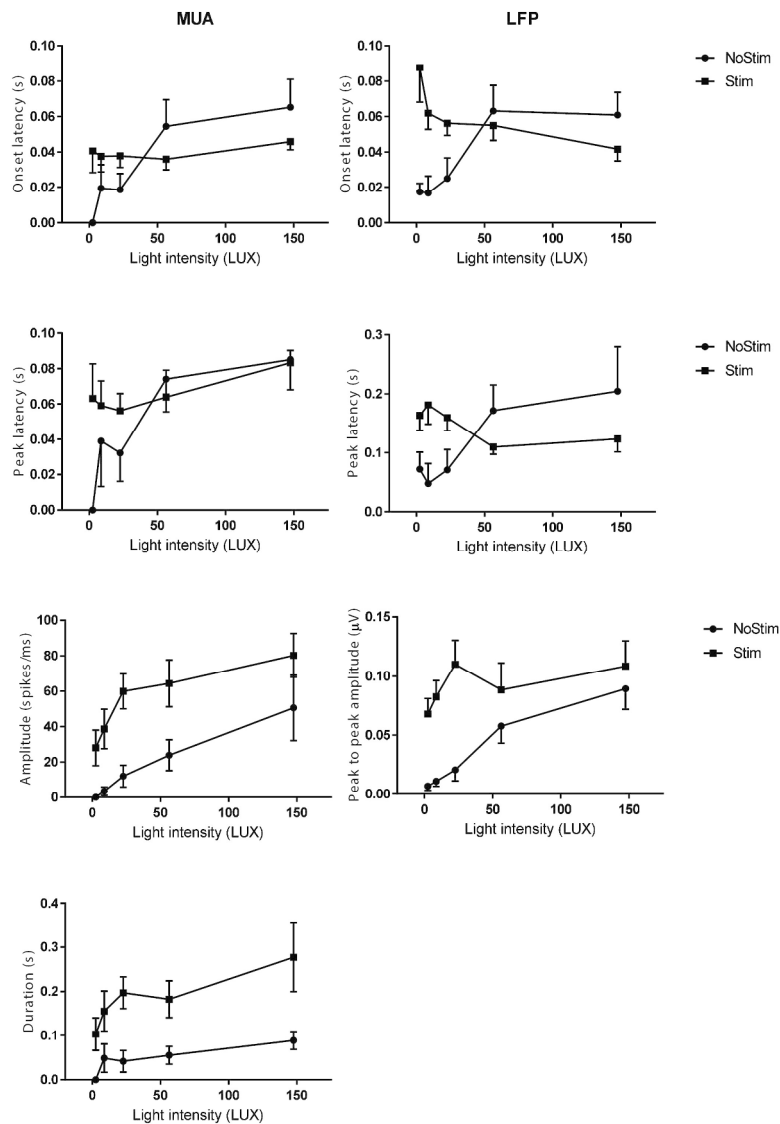 MUA
LFP
Onset latency (s)
0.10
0.08
0.06
0.04
0.02
0.00
0 50 100 150
Light intensity (LUX)
Onset latency (s)
0.10
0.08
0.06
0.04
0.02
0.00
0 50 100 150
Light intensity (LUX)
NoStim
Stim
Peak latency (s)
0.10
0.08
0.06
0.04
0.02
0.00
0 50 100 150
Light intensity (LUX)
Peak latency (s)
0.3
0.2
0.1
0.0
0 50 100 150
Light intensity (LUX)
NoStim
Stim
Amplitude (spikes/ms)
100
80
60
40
20
0
0 50 100 150
Light intensity (LUX)
Peak to peak amplitude (μV)
0.15
0.10
0.05
0.00
0 50 100 150
Light intensity (LUX)
NoStim
Stim
Duration (s)
0.4
0.3
0.2
0.1
0.0
0 50 100 150
Light intensity (LUX)